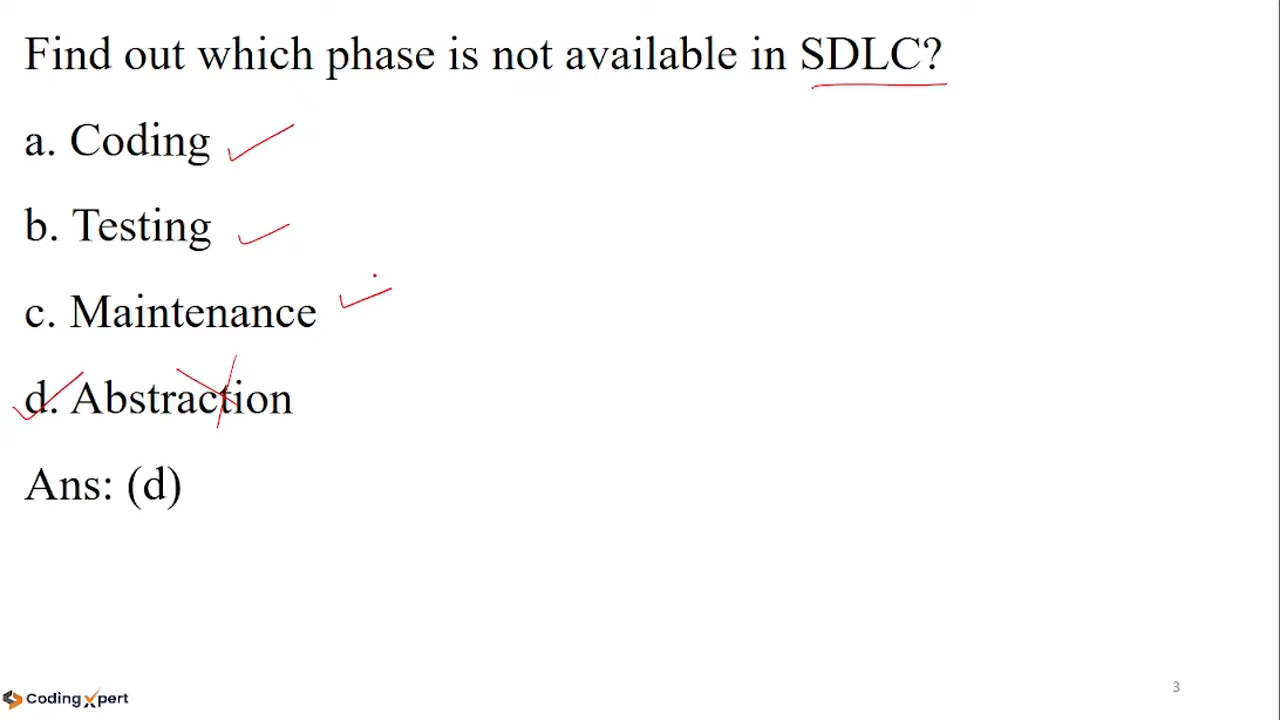 Find out which phase is not available in SDLC?
a. Coding
b. Testing
c. Maintenance
d. Abstraction
Ans: (d)
Coding Xpert
3